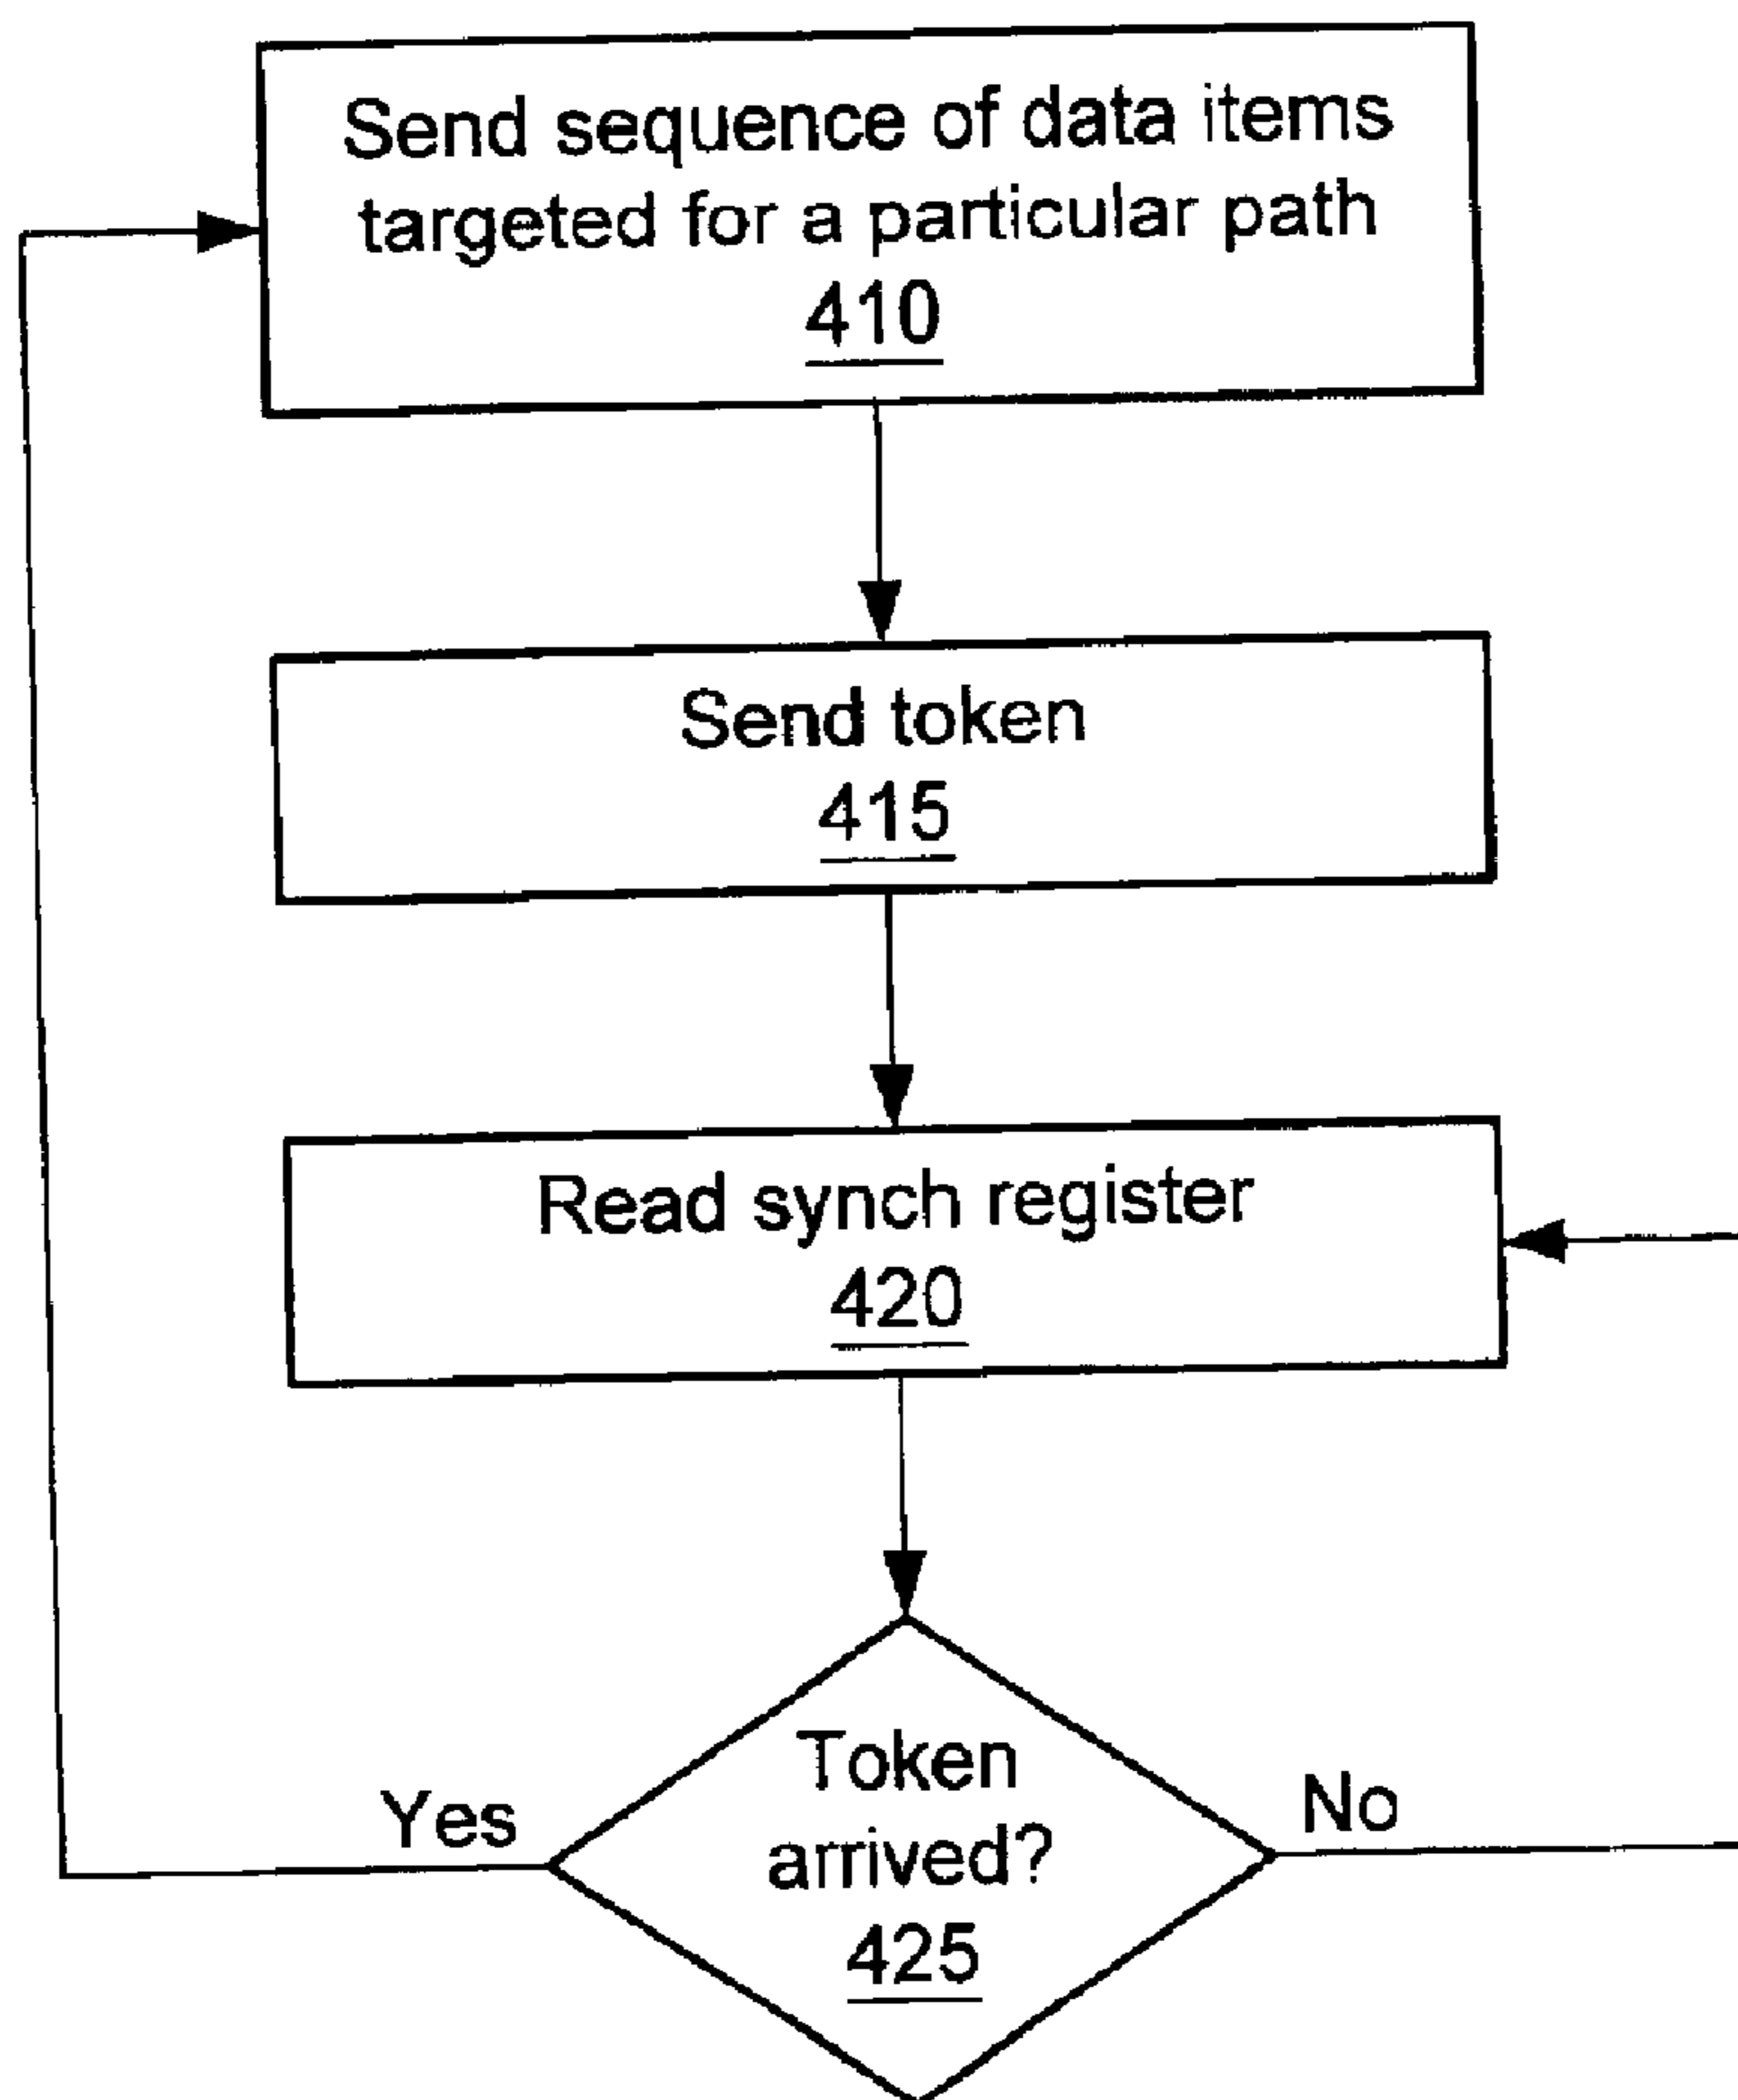 Send sequence of data items
targeted for a particular path
410
Send token
415
Read synch register
420
Token
arrived?
425
Yes
No